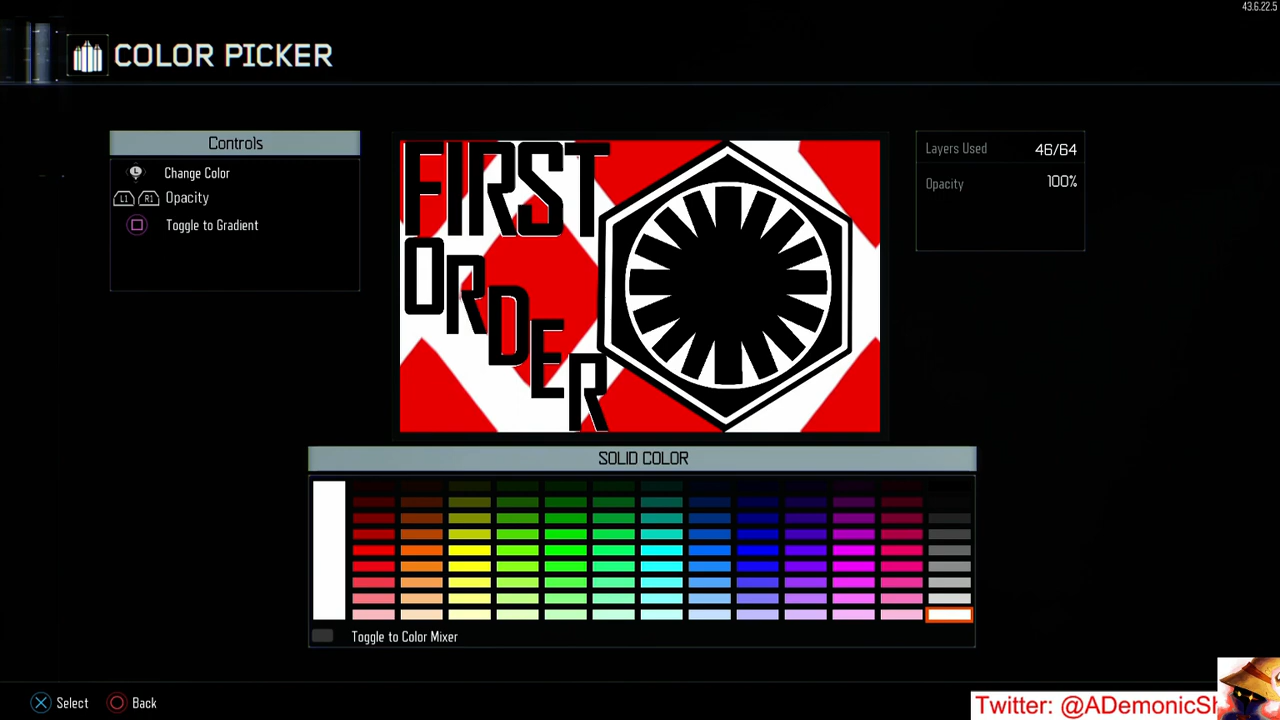 43.6.22.5
COLOR PICKER
Controls
L Change Color
L1 R1 Opacity
Toggle to Gradient
FIRST
ORDER
Layers Used 46/64
Opacity 100%
SOLID COLOR
Toggle to Color Mixer
Select Back
Twitter: @ADemonicSh